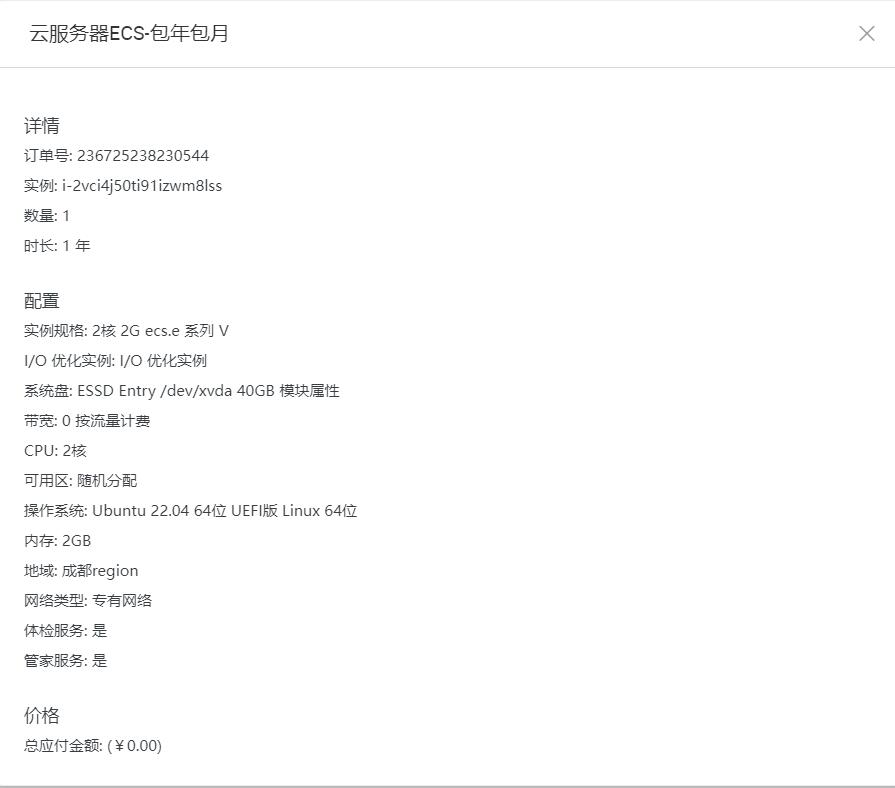 云服务器ECS-包年包月
详情
订单号: 236725238230544
实例: i-2vci4j50ti91izwm8lss
数量: 1
时长: 1 年
配置
实例规格: 2核 2G ecs.e 系列 V
I/O 优化实例: I/O 优化实例
系统盘: ESSD Entry /dev/xvda 40GB 模块属性
带宽: 0 按流量计费
CPU: 2核
可用区: 随机分配
操作系统: Ubuntu 22.04 64位 UEFI版 Linux 64位
内存: 2GB
地域: 成都region
网络类型: 专有网络
体检服务: 是
管家服务: 是
价格
总应付金额: (￥0.00)